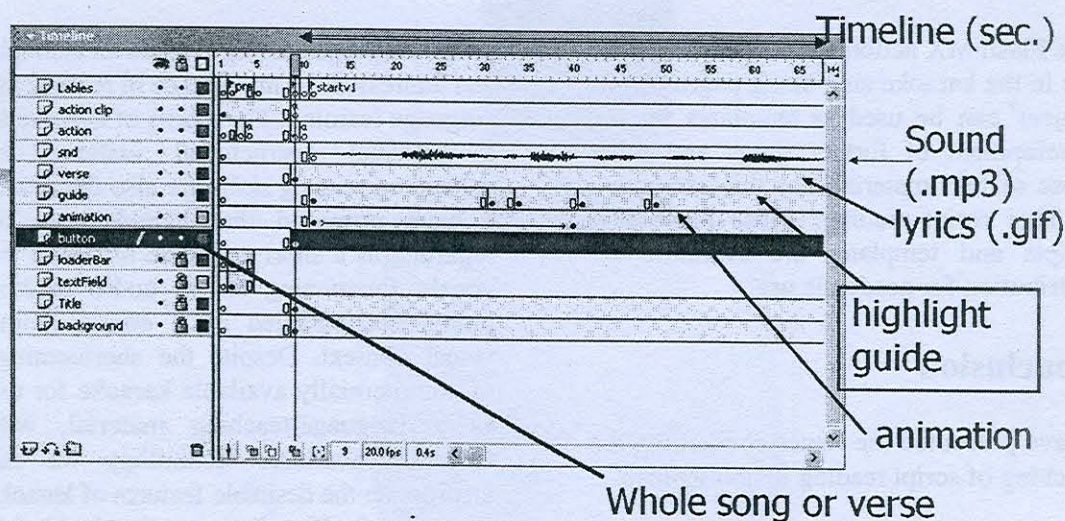 Timeline
Timeline (sec.)
1 5 10 15 20 25 30 35 40 45 50 55 60 65
Lables
startv1
action clip
action
snd
Sound
(.mp3)
verse
lyrics (.gif)
guide
animation
button
loaderBar
textField
Title
background
highlight
guide
animation
9 20.0 fps 0.4s
Whole song or verse